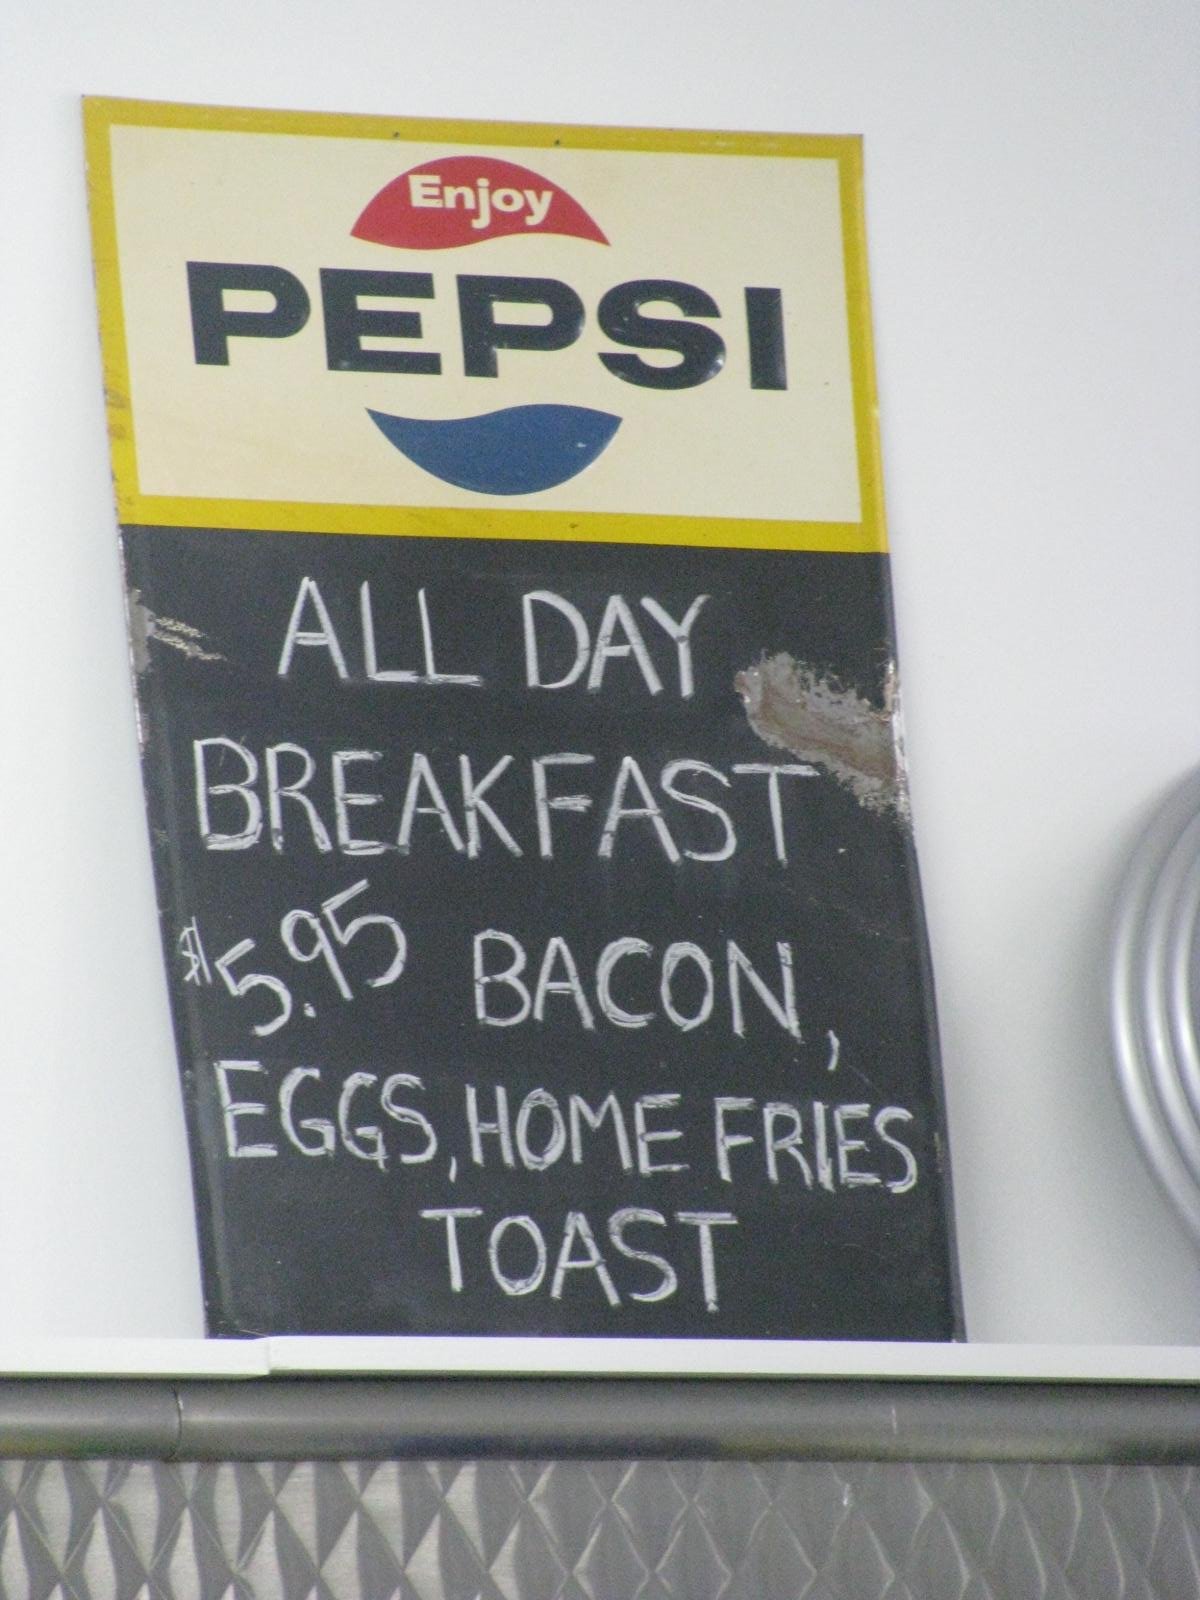 Enjoy
PEPSI
ALL DAY
BREAKFAST
$5.95 BACON,
EGGS, HOME FRIES
TOAST